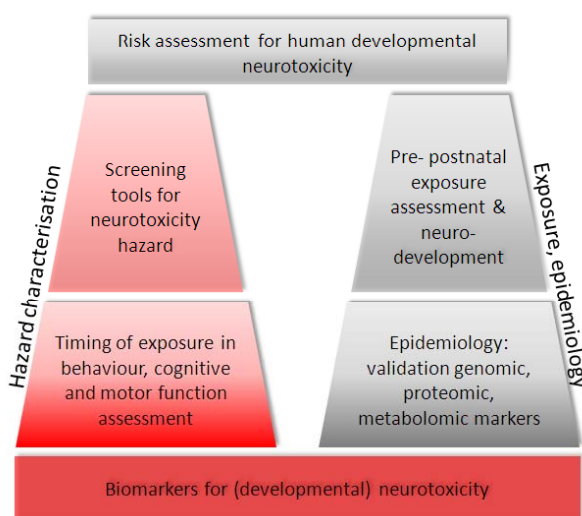 Risk assessment for human developmental
neurotoxicity
Hazard characterisation
Screening
tools for
neurotoxicity
hazard
Pre- postnatal
exposure
assessment &
neuro-
development
Exposure, epidemiology
Timing of exposure in
behaviour, cognitive
and motor function
assessment
Epidemiology:
validation genomic,
proteomic,
metabolomic markers
Biomarkers for (developmental) neurotoxicity